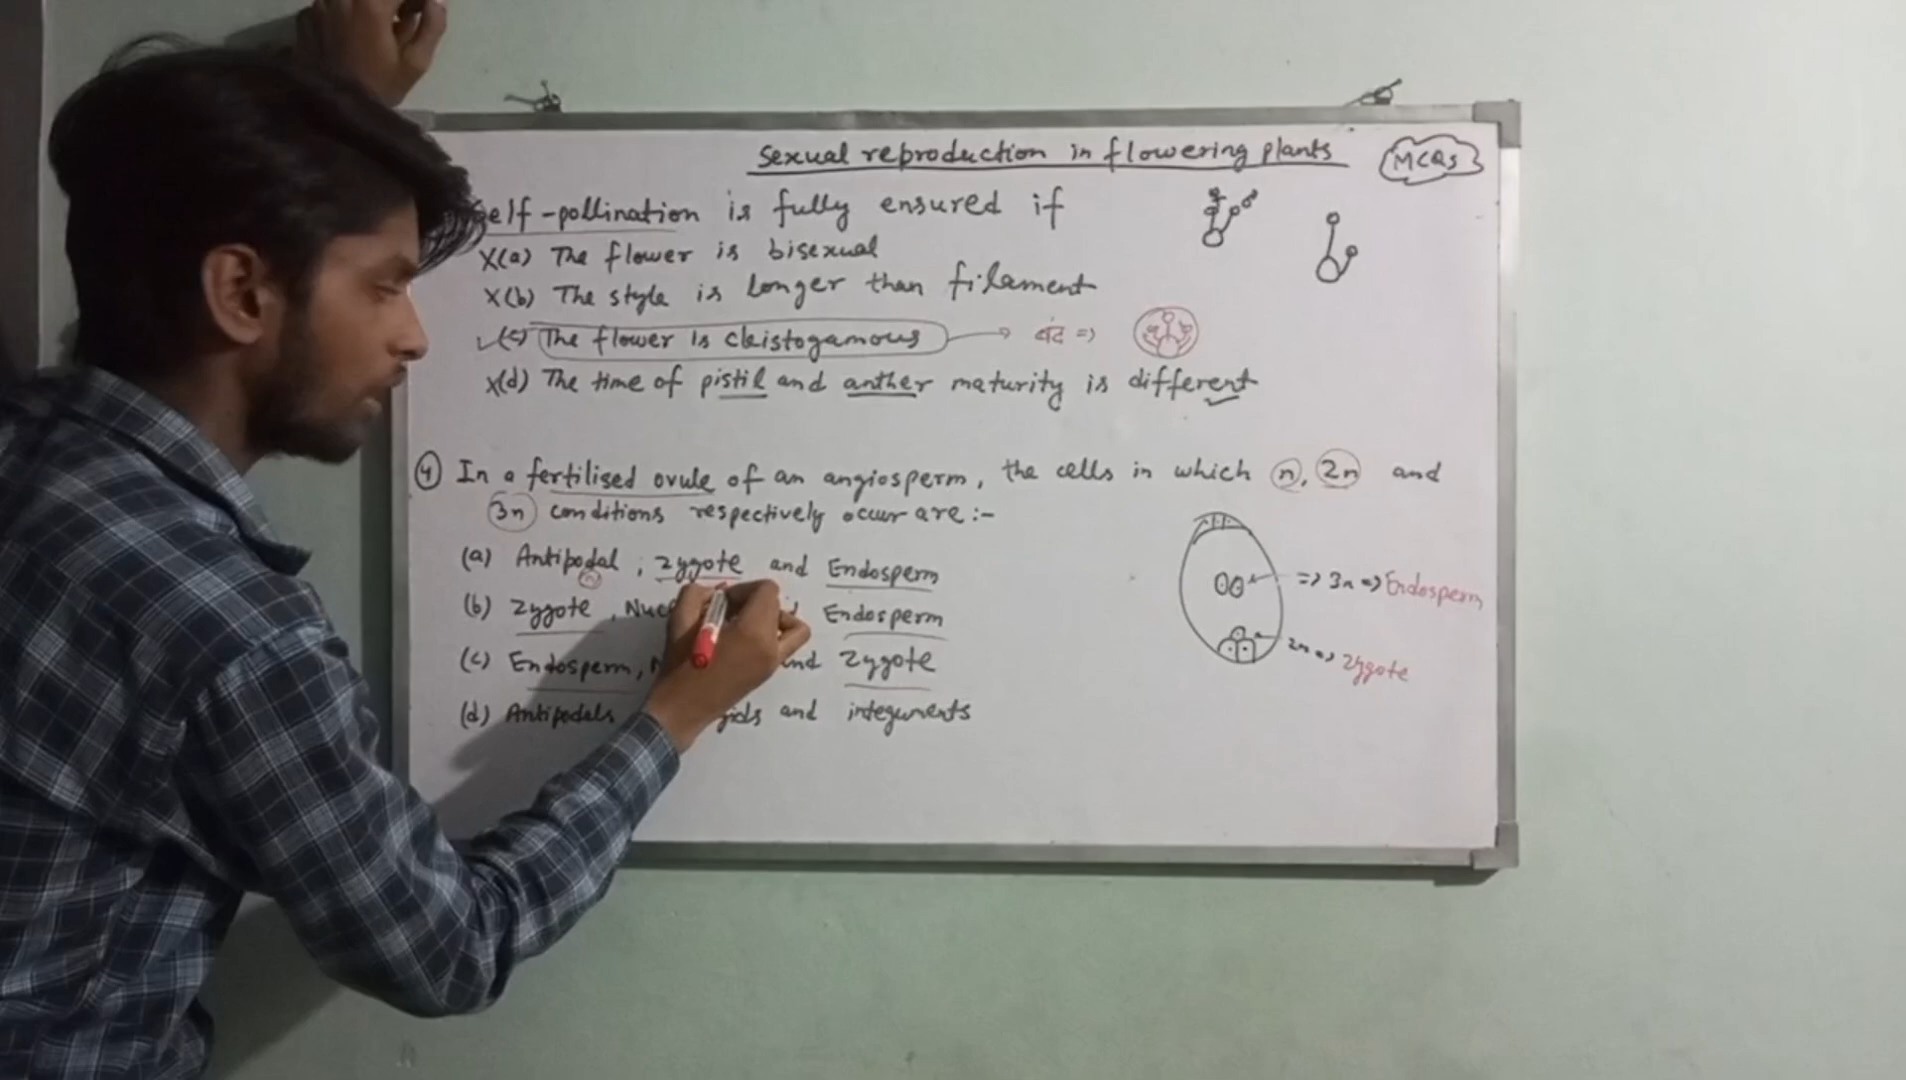 Sexual reproduction in flowering plants
MCQs
Self-pollination is fully ensured if
X(a) The flower is bisexual
X(b) The style is longer than filament
✓(c) The flower is cleistogamous → बंद =>
X(d) The time of pistil and anther maturity is different
(4) In a fertilised ovule of an angiosperm, the cells in which n, 2n and
3n conditions respectively occur are:-
(a) Antipodal, zygote and Endosperm
n
(b) Zygote, Endosperm
(c) Endosperm, and Zygote
(d) Antipodals and integuments
=> 3n => Endosperm
2n => Zygote